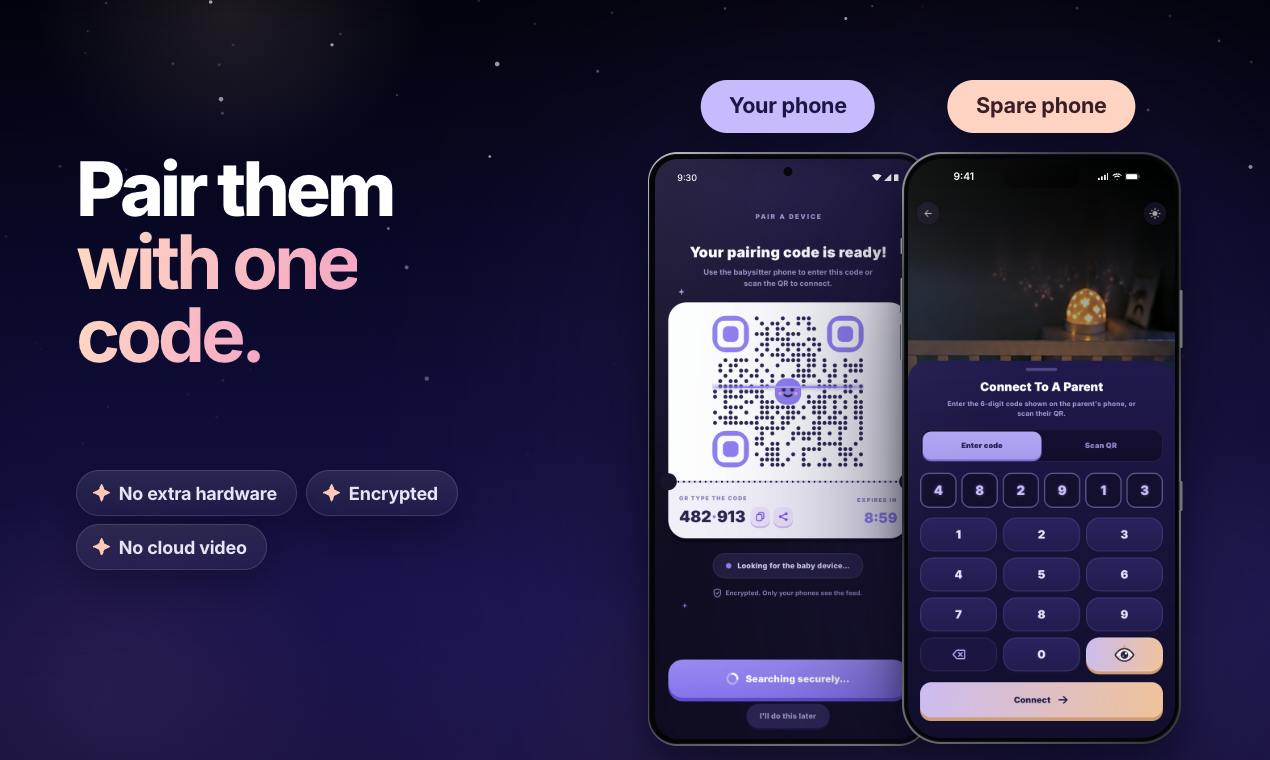 Pair them
with one
code.
No extra hardware
Encrypted
No cloud video
Your phone
9:30
PAIR A DEVICE
Your pairing code is ready!
Use the babysitter phone to enter this code or
scan the QR to connect.
OR TYPE THE CODE
482·913
EXPIRES IN
8:59
Looking for the baby device...
Encrypted. Only your phones see the feed.
Searching securely...
I'll do this later
Spare phone
9:41
Connect To A Parent
Enter the 6-digit code shown on the parent's phone, or
scan their QR.
Enter code
Scan QR
4 8 2 9 1 3
1 2 3
4 5 6
7 8 9
0
Connect →